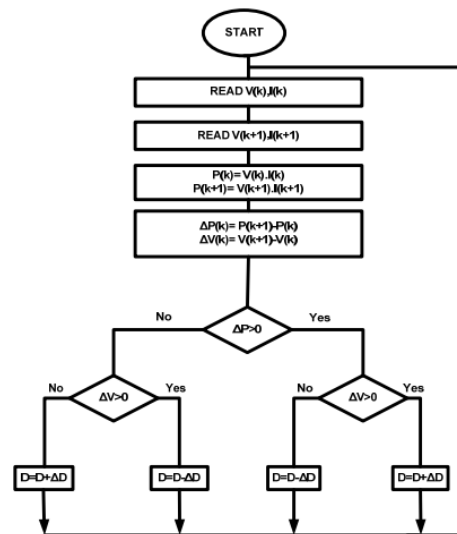 START
READ V(k),I(k)
READ V(k+1),I(k+1)
P(k)= V(k).I(k)
P(k+1)= V(k+1).I(k+1)
ΔP(k)= P(k+1)-P(k)
ΔV(k)= V(k+1)-V(k)
No
ΔP>0
Yes
No
ΔV>0
Yes
No
ΔV>0
Yes
D=D+ΔD
D=D-ΔD
D=D-ΔD
D=D+ΔD